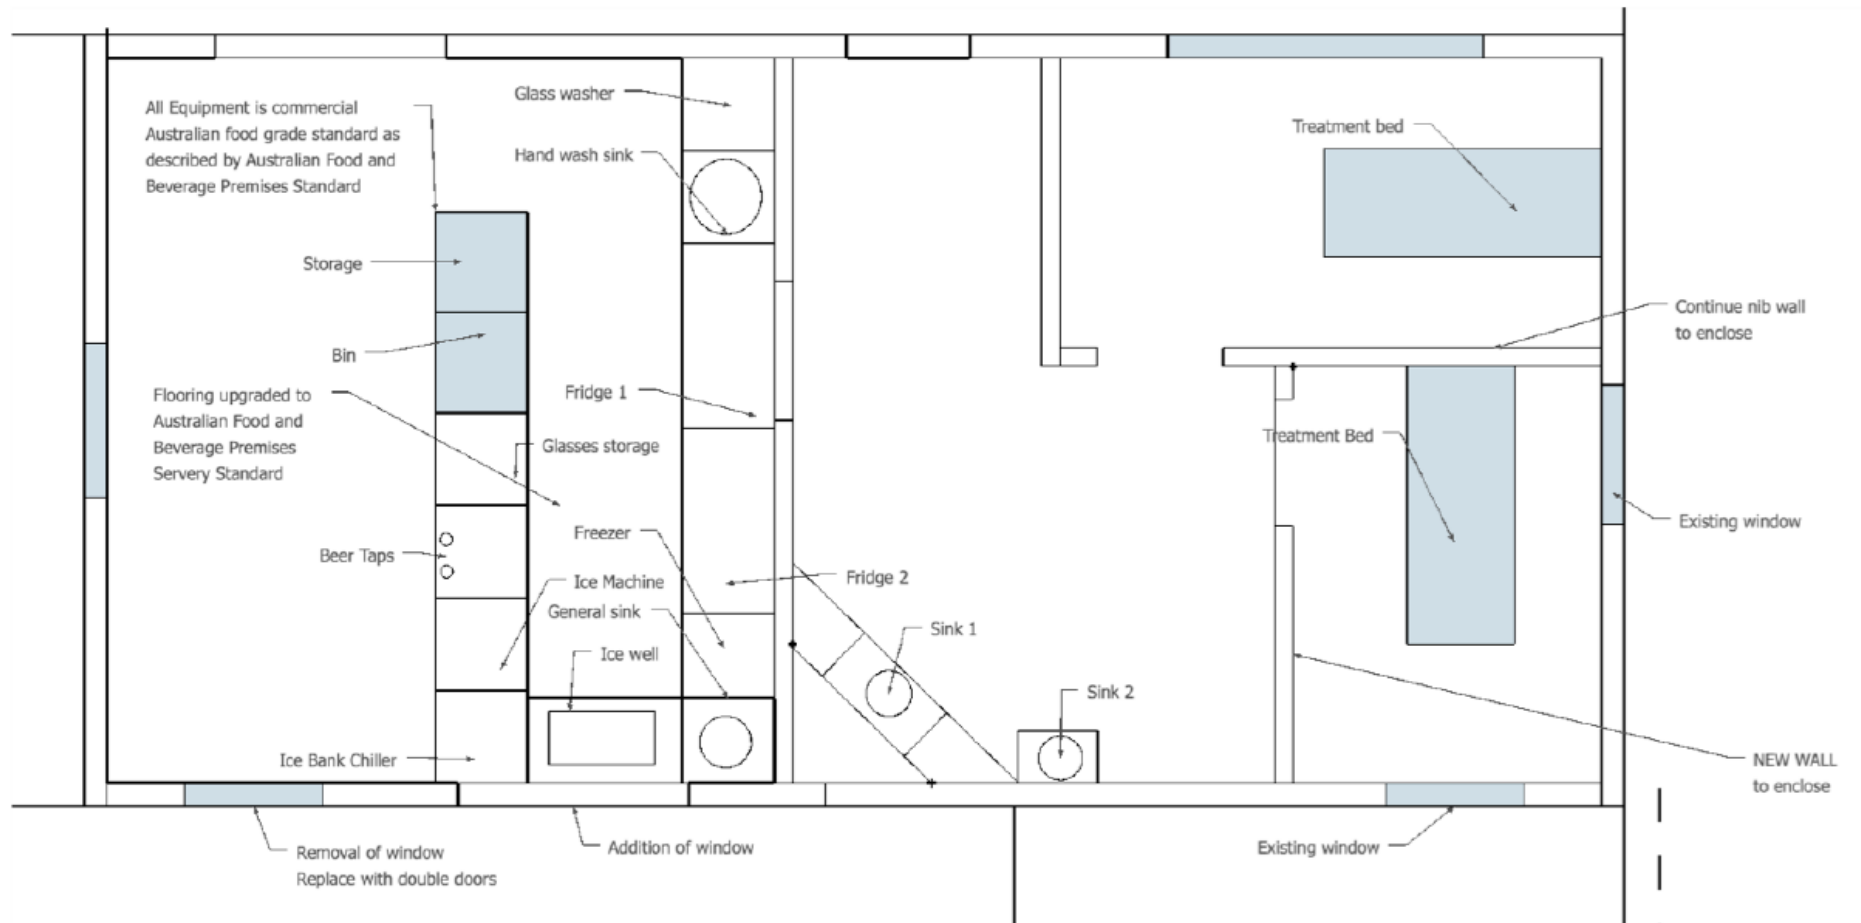 All Equipment is commercial
Australian food grade standard as
described by Australian Food and
Beverage Premises Standard
Glass washer
Hand wash sink
Treatment bed
Storage
Continue nib wall
to enclose
Bin
Flooring upgraded to
Australian Food and
Beverage Premises
Servery Standard
Fridge 1
Glasses storage
Treatment Bed
Existing window
Freezer
Beer Taps
Ice Machine
Fridge 2
General sink
Sink 1
Ice well
Sink 2
Ice Bank Chiller
NEW WALL
to enclose
Removal of window
Replace with double doors
Addition of window
Existing window